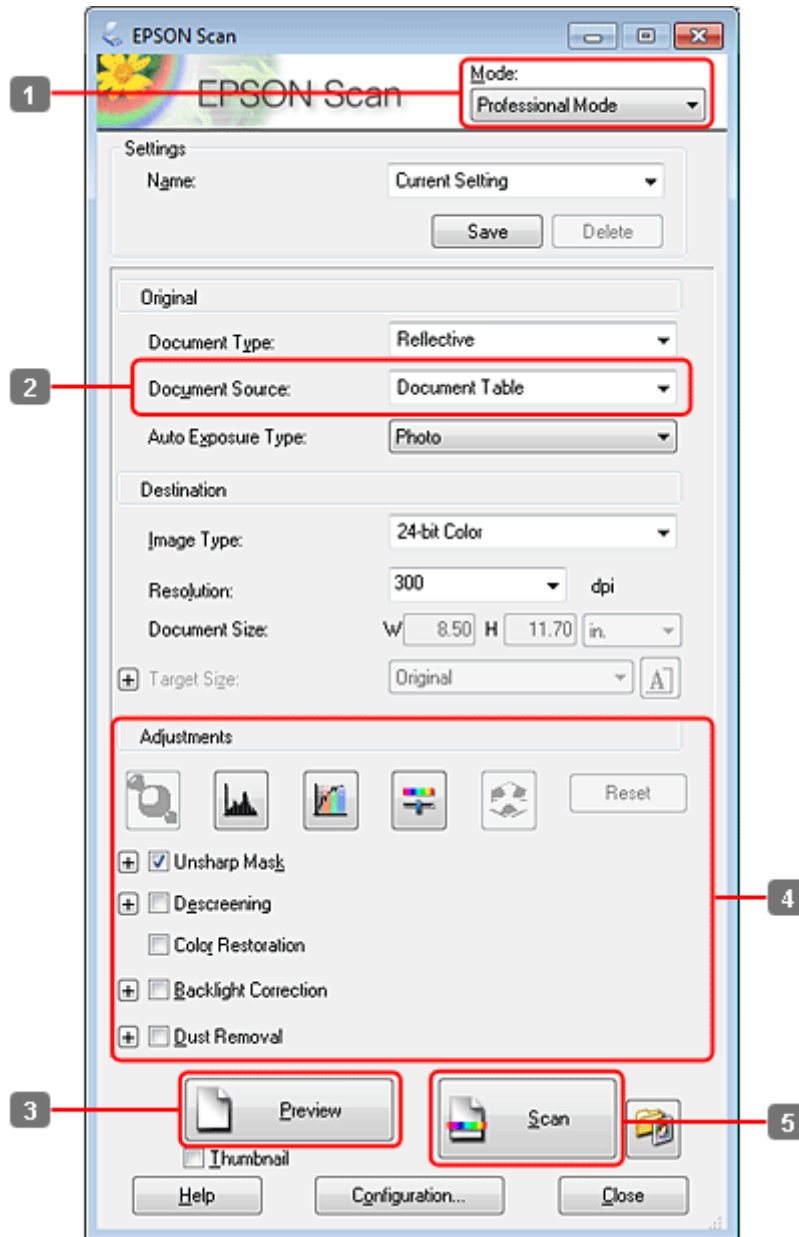 EPSON Scan
EPSON Scan
Mode:
1
Professional Mode
Settings
Name: Current Setting
Save Delete
Original
Document Type: Reflective
2 Document Source: Document Table
Auto Exposure Type: Photo
Destination
Image Type: 24-bit Color
Resolution: 300 dpi
Document Size: W 8.50 H 11.70 in.
Target Size: Original A
Adjustments
Reset
Unsharp Mask
4
Descreening
Color Restoration
Backlight Correction
Dust Removal
3 Preview Scan 5
Thumbnail
Help Configuration... Close